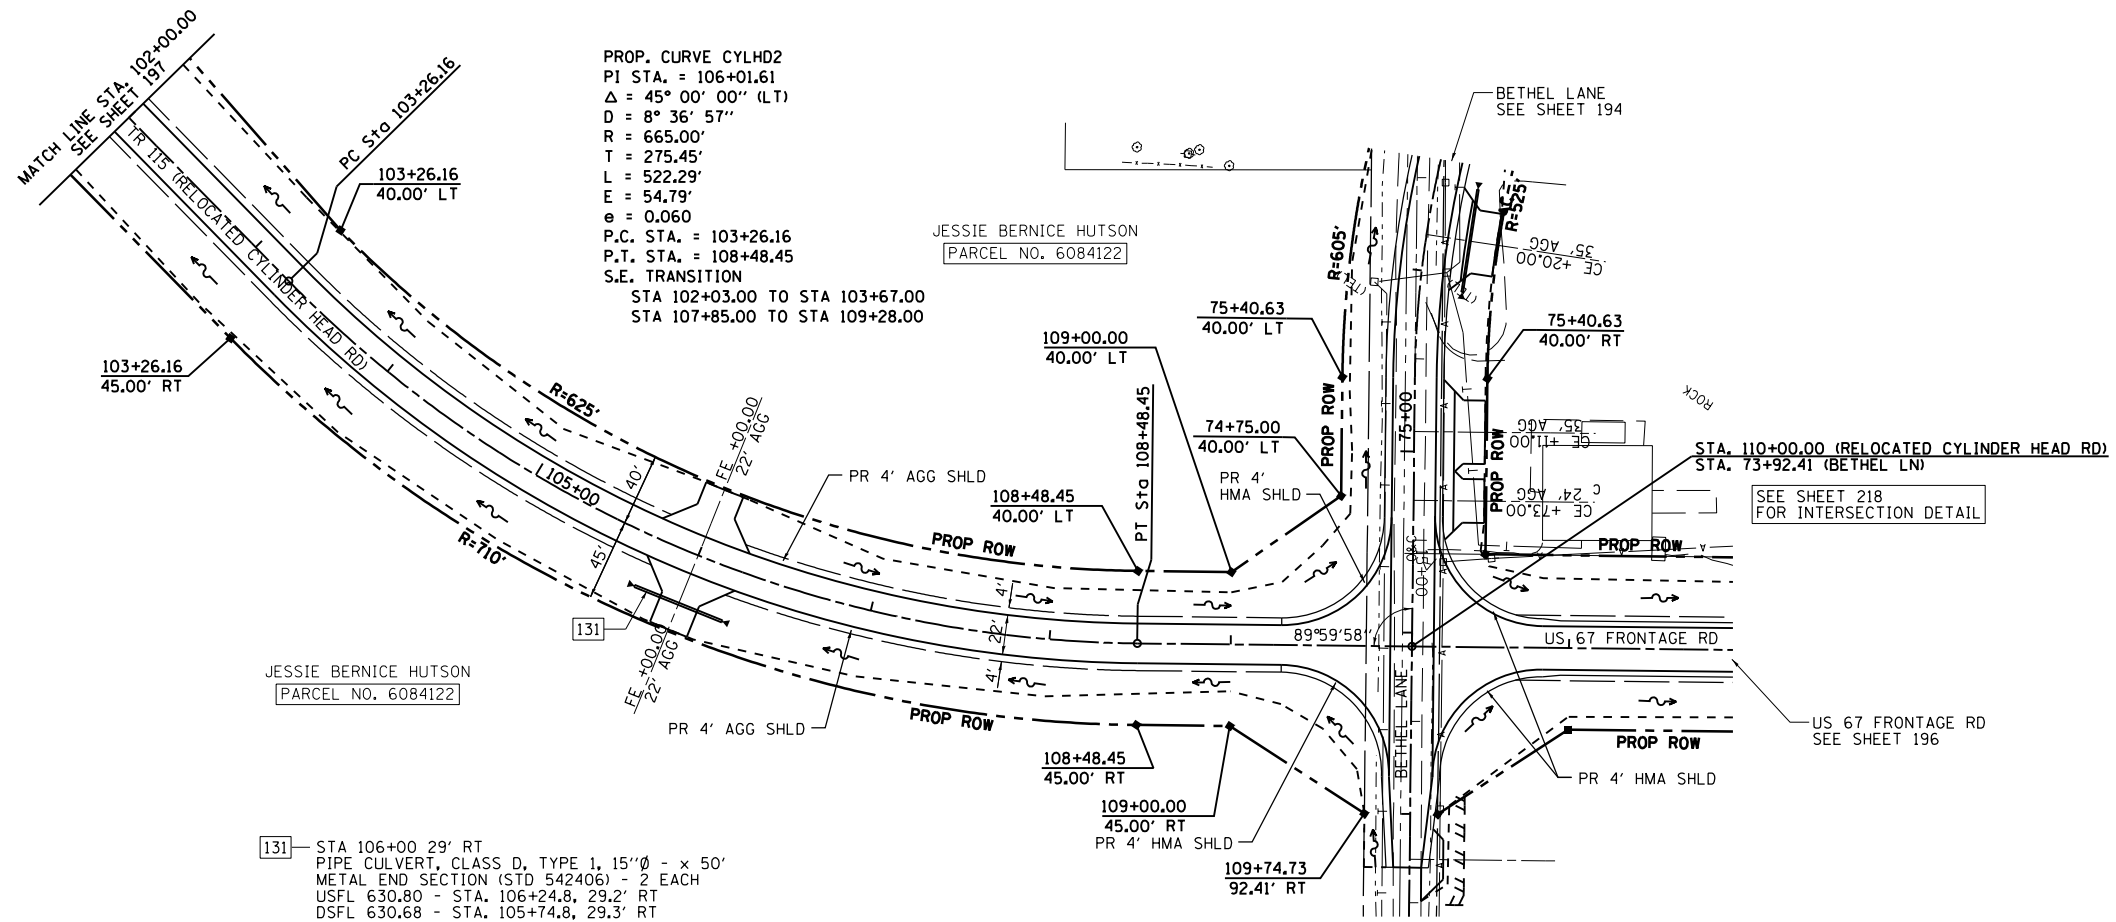 MATCH LINE STA. 102+00.00
SEE SHEET 197
TR 115 (RELOCATED CYLINDER HEAD RD)
PC Sta 103+26.16
103+26.16
40.00' LT
103+26.16
45.00' RT
PROP. CURVE CYLHD2
PI STA. = 106+01.61
Δ = 45° 00' 00'' (LT)
D = 8° 36' 57''
R = 665.00'
T = 275.45'
L = 522.29'
E = 54.79'
e = 0.060
P.C. STA. = 103+26.16
P.T. STA. = 108+48.45
S.E. TRANSITION
STA 102+03.00 TO STA 103+67.00
STA 107+85.00 TO STA 109+28.00
JESSIE BERNICE HUTSON
PARCEL NO. 6084122
BETHEL LANE
SEE SHEET 194
R=605'
R=525'
CE +20.00
35' AGG
(TEL)
(TEL)
75+40.63
40.00' LT
75+40.63
40.00' RT
109+00.00
40.00' LT
74+75.00
40.00' LT
PROP ROW
75+00
ROCK
CE +11.00
35' AGG
CE +73.00
24' AGG
C
PROP ROW
STA. 110+00.00 (RELOCATED CYLINDER HEAD RD)
STA. 73+92.41 (BETHEL LN)
SEE SHEET 218
FOR INTERSECTION DETAIL
R=625'
R=710'
105+00
40'
45'
FE +00.00
22' AGG
PR 4' AGG SHLD
108+48.45
40.00' LT
PT Sta 108+48.45
PR 4'
HMA SHLD
PROP ROW
PROP ROW
131
FE +00.00
22' AGG
4'
22'
4'
89°59'58''
US 67 FRONTAGE RD
BETHEL LANE
JESSIE BERNICE HUTSON
PARCEL NO. 6084122
PR 4' AGG SHLD
PROP ROW
108+48.45
45.00' RT
109+00.00
45.00' RT
PR 4' HMA SHLD
109+74.73
92.41' RT
PROP ROW
US 67 FRONTAGE RD
SEE SHEET 196
PR 4' HMA SHLD
131
STA 106+00 29' RT
PIPE CULVERT, CLASS D, TYPE 1, 15''Ø - x 50'
METAL END SECTION (STD 542406) - 2 EACH
USFL 630.80 - STA. 106+24.8, 29.2' RT
DSFL 630.68 - STA. 105+74.8, 29.3' RT